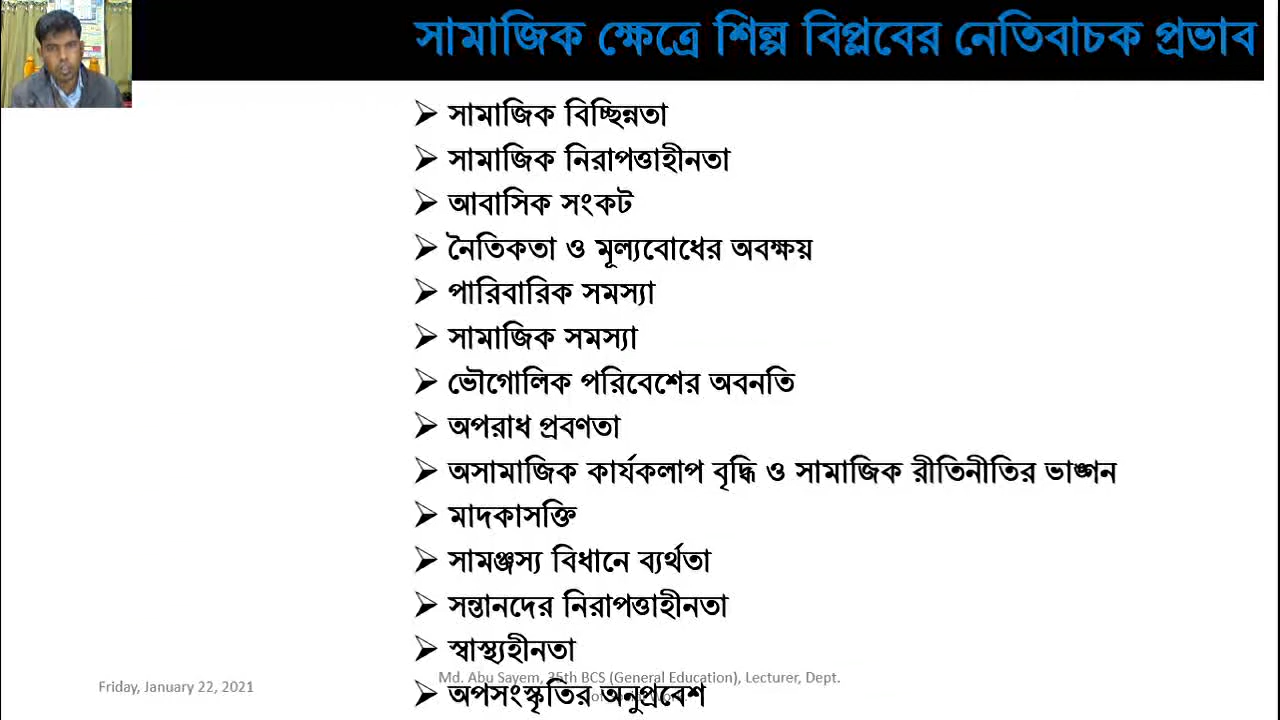 সামাজিক ক্ষেত্রে শিল্প বিপ্লবের নেতিবাচক প্রভাব
➢ সামাজিক বিচ্ছিন্নতা
➢ সামাজিক নিরাপত্তাহীনতা
➢ আবাসিক সংকট
➢ নৈতিকতা ও মূল্যবোধের অবক্ষয়
➢ পারিবারিক সমস্যা
➢ সামাজিক সমস্যা
➢ ভৌগোলিক পরিবেশের অবনতি
➢ অপরাধ প্রবণতা
➢ অসামাজিক কার্যকলাপ বৃদ্ধি ও সামাজিক রীতিনীতির ভাঙ্গন
➢ মাদকাসক্তি
➢ সামঞ্জস্য বিধানে ব্যর্থতা
➢ সন্তানদের নিরাপত্তাহীনতা
➢ স্বাস্থ্যহীনতা
➢ অপসংস্কৃতির অনুপ্রবেশ
Friday, January 22, 2021
Md. Abu Sayem, 35th BCS (General Education), Lecturer, Dept.